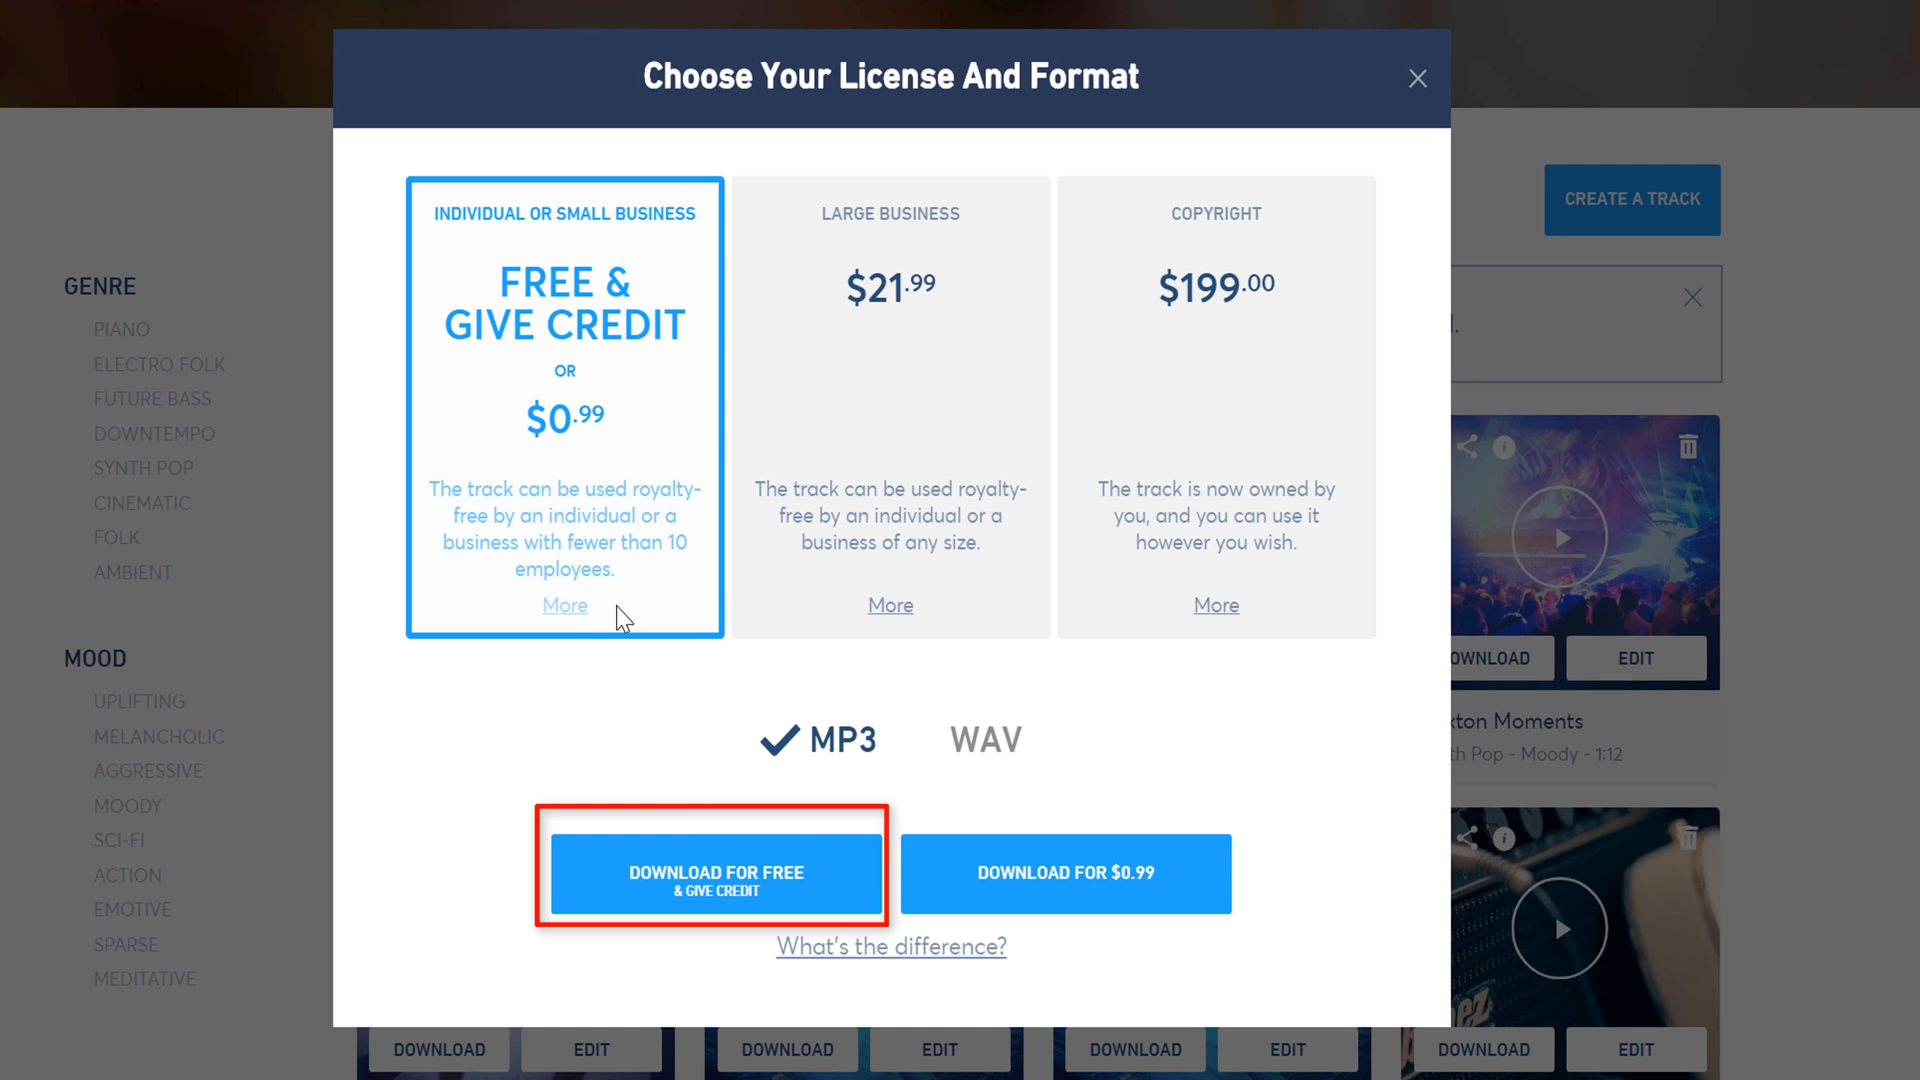 Choose Your License And Format
CREATE A TRACK
INDIVIDUAL OR SMALL BUSINESS
FREE &
GIVE CREDIT
OR
$0.99
The track can be used royalty-
free by an individual or a
business with fewer than 10
employees.
More
LARGE BUSINESS
$21.99
The track can be used royalty-
free by an individual or a
business of any size.
More
COPYRIGHT
$199.00
The track is now owned by
you, and you can use it
however you wish.
More
GENRE
PIANO
ELECTRO FOLK
FUTURE BASS
DOWNTEMPO
SYNTH POP
CINEMATIC
FOLK
AMBIENT
MOOD
UPLIFTING
MELANCHOLIC
AGGRESSIVE
MOODY
SCI-FI
ACTION
EMOTIVE
SPARSE
MEDITATIVE
MP3
WAV
DOWNLOAD FOR FREE
& GIVE CREDIT
DOWNLOAD FOR $0.99
What's the difference?
EDIT
Moments
Pop - Moody - 1:12
DOWNLOAD
EDIT
DOWNLOAD
EDIT
DOWNLOAD
EDIT
DOWNLOAD
EDIT